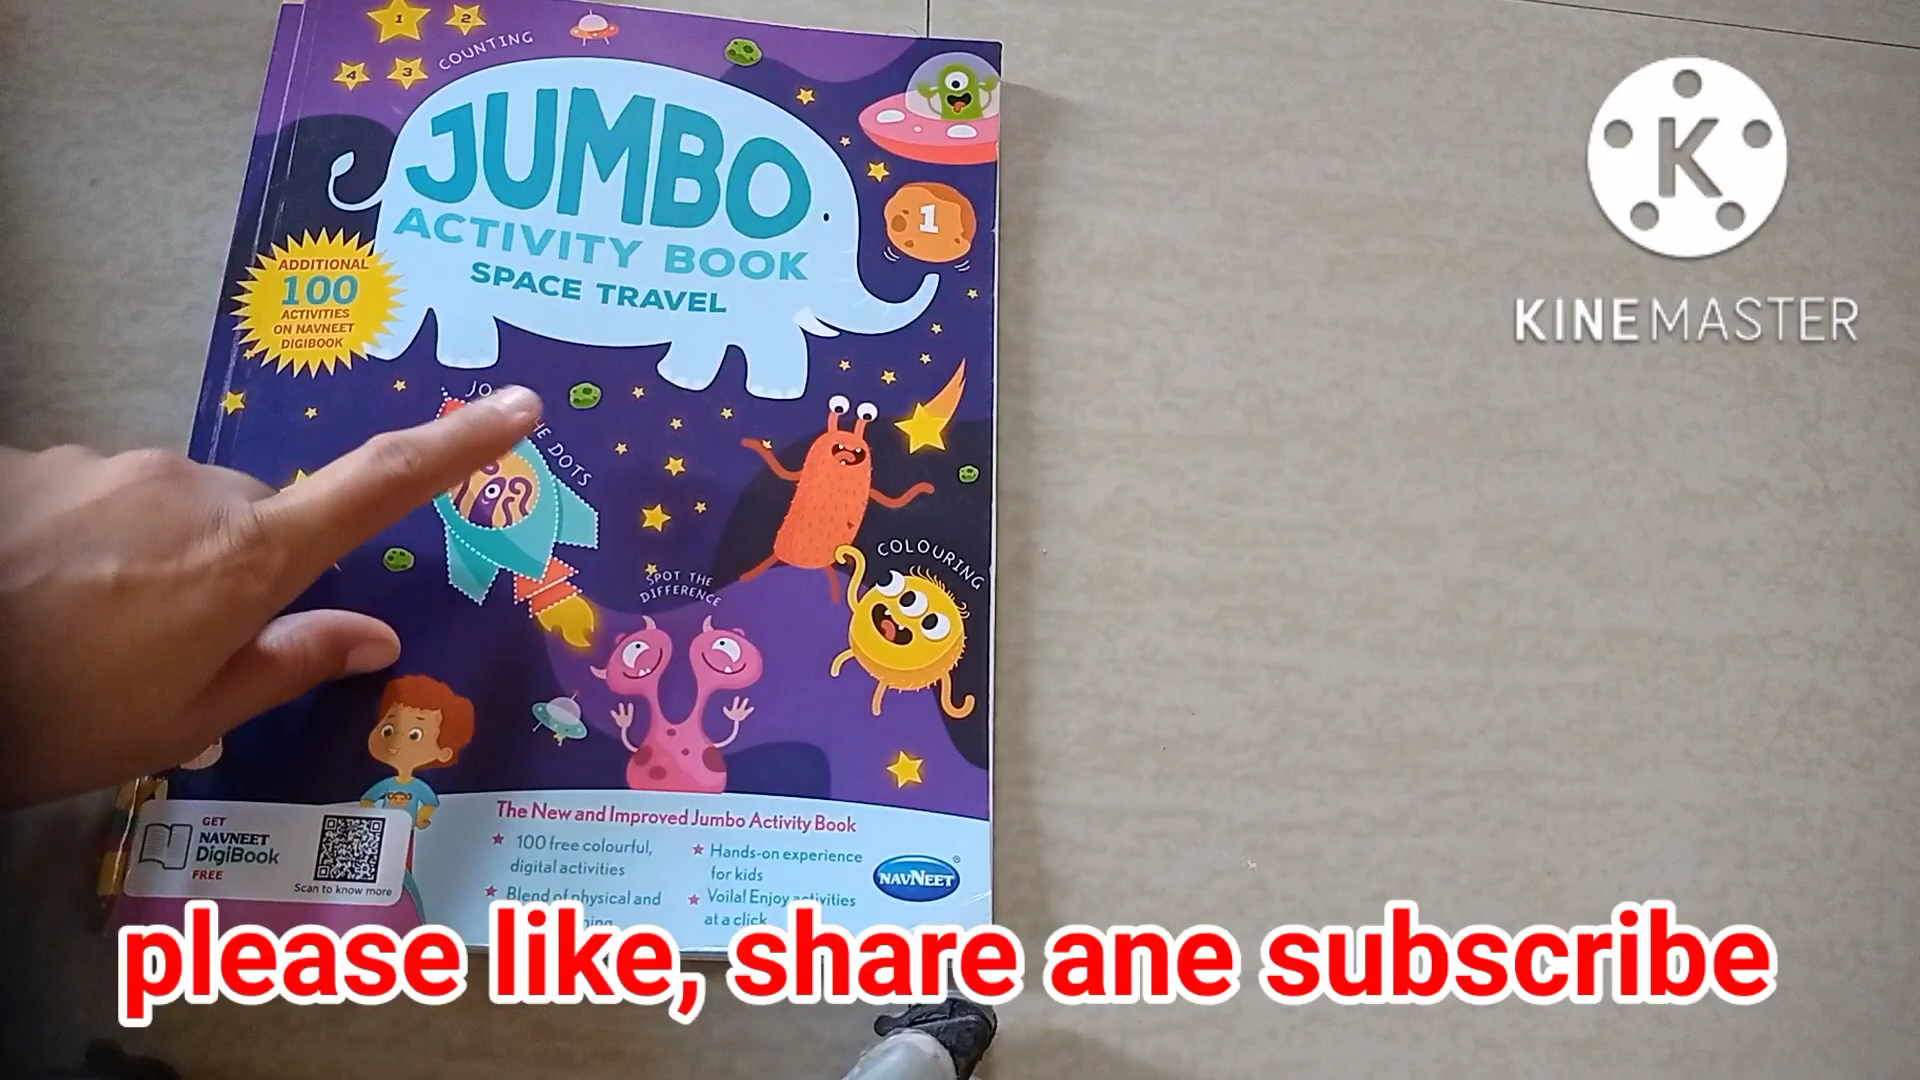 1 2
4 3
COUNTING
JUMBO
ACTIVITY BOOK
SPACE TRAVEL
1
ADDITIONAL
100
ACTIVITIES
ON NAVNEET
DIGIBOOK
DOTS
SPOT THE
DIFFERENCE
COLOURING
The New and Improved Jumbo Activity Book
100 free colourful,
digital activities
Blend of physical and
Hands-on experience
for kids
Voila! Enjoy activities
at a click
NAVNEET
GET
NAVNEET
DigiBook
FREE
Scan to know more
K
KINEMASTER
please like, share ane subscribe